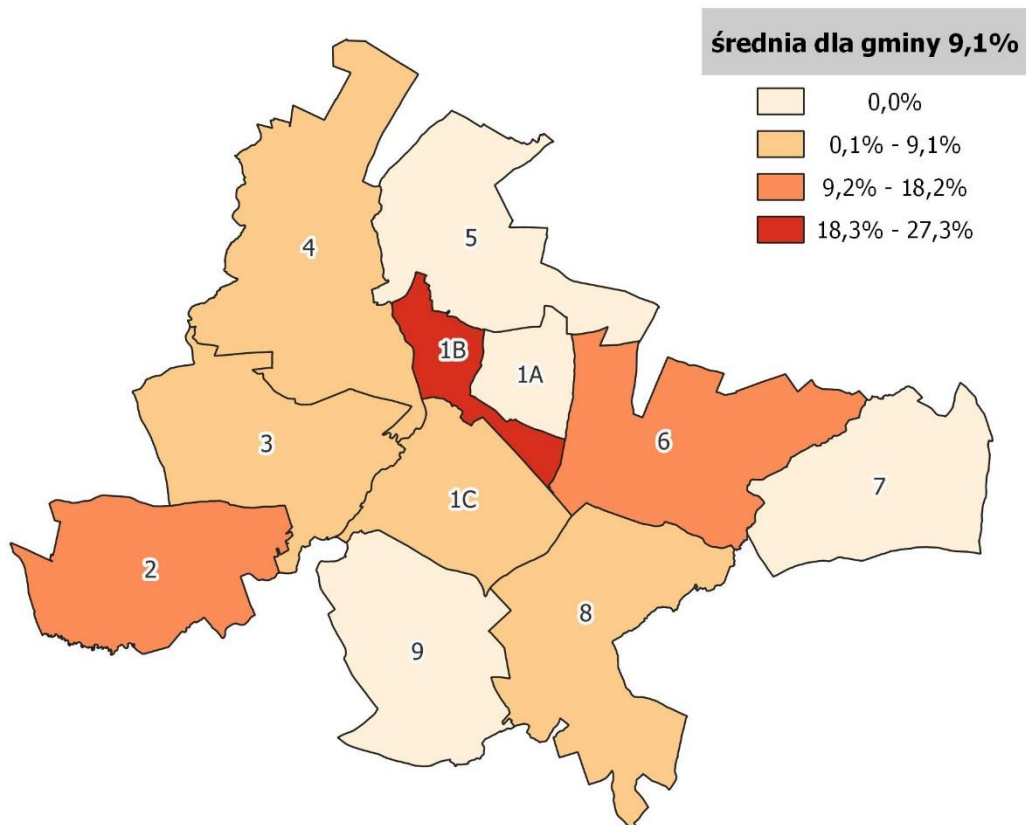 średnia dla gminy 9,1%
0,0%
0,1% - 9,1%
9,2% - 18,2%
18,3% - 27,3%
4
5
1B
1A
3
6
1C
7
2
8
9